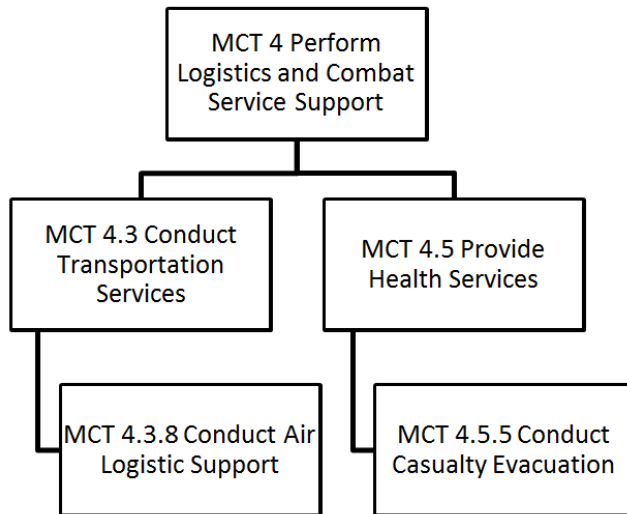 MCT 4 Perform
Logistics and Combat
Service Support
MCT 4.3 Conduct
Transportation
Services
MCT 4.5 Provide
Health Services
MCT 4.3.8 Conduct Air
Logistic Support
MCT 4.5.5 Conduct
Casualty Evacuation